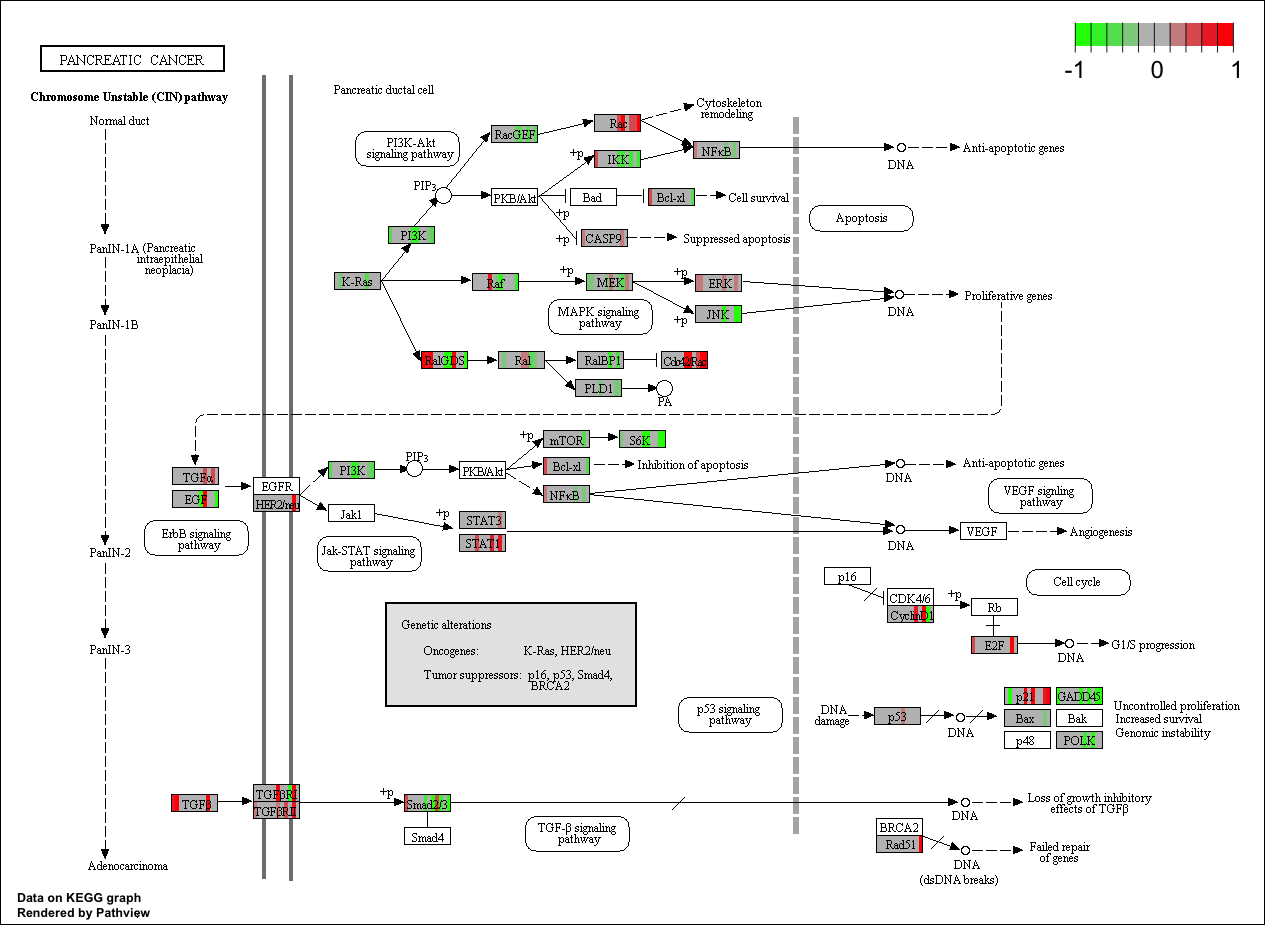 PANCREATIC CANCER
-1 0 1
Chromosome Unstable (CIN) pathway
Pancreatic ductal cell
Normal duct
Cytoskeleton
remodeling
PI3K-Akt
signaling pathway
RacGEF
Rac
+p
IKK
NFκB
DNA
Anti-apoptotic genes
PIP3
PKB/Akt
Bad
Bcl-xl
Cell survival
+p
Apoptosis
PI3K
+p
CASP9
Suppressed apoptosis
PanIN-1A (Pancreatic
intraepithelial
neoplacia)
K-Ras
Raf
+p
MEK
+p
ERK
DNA
Proliferative genes
JNK
+p
MAPK signaling
pathway
PanIN-1B
RalGDS
Ral
RalBP1
Cdc42/Rac
PLD1
PA
+p
mTOR
S6K
TGFα
EGF
EGFR
HER2/neu
PI3K
PIP3
PKB/Akt
Bcl-xl
Inhibition of apoptosis
NFκB
DNA
Anti-apoptotic genes
VEGF signling
pathway
Jak1
+p
STAT3
STAT1
DNA
VEGF
Angiogenesis
ErbB signaling
pathway
Jak-STAT signaling
pathway
PanIN-2
p16
CDK4/6
CyclinD1
+p
Rb
Cell cycle
E2F
DNA
G1/S progression
Genetic alterations
Oncogenes: K-Ras, HER2/neu
Tumor suppressors: p16, p53, Smad4,
BRCA2
PanIN-3
p53 signaling
pathway
DNA
damage
p53
DNA
p21
GADD45
Bax
Bak
p48
POLK
Uncontrolled proliferation
Increased survival
Genomic instability
TGFβ
TGFβRI
TGFβRII
+p
Smad2/3
Smad4
TGF-β signaling
pathway
DNA
Loss of growth inhibitory
effects of TGFβ
BRCA2
Rad51
DNA
(dsDNA breaks)
Failed repair
of genes
Adenocarcinoma
Data on KEGG graph
Rendered by Pathview